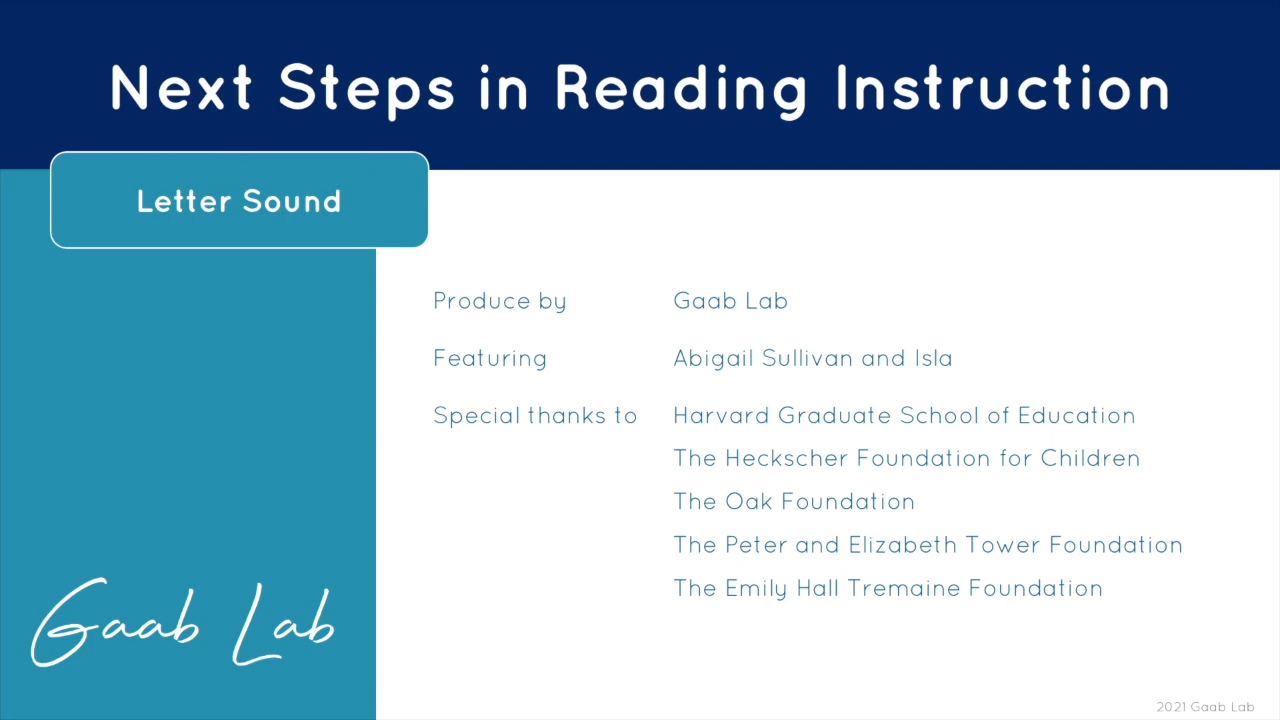 Next Steps in Reading Instruction
Letter Sound
Produce by Gaab Lab
Featuring Abigail Sullivan and Isla
Special thanks to Harvard Graduate School of Education
The Heckscher Foundation for Children
The Oak Foundation
The Peter and Elizabeth Tower Foundation
The Emily Hall Tremaine Foundation
Gaab Lab
2021 Gaab Lab